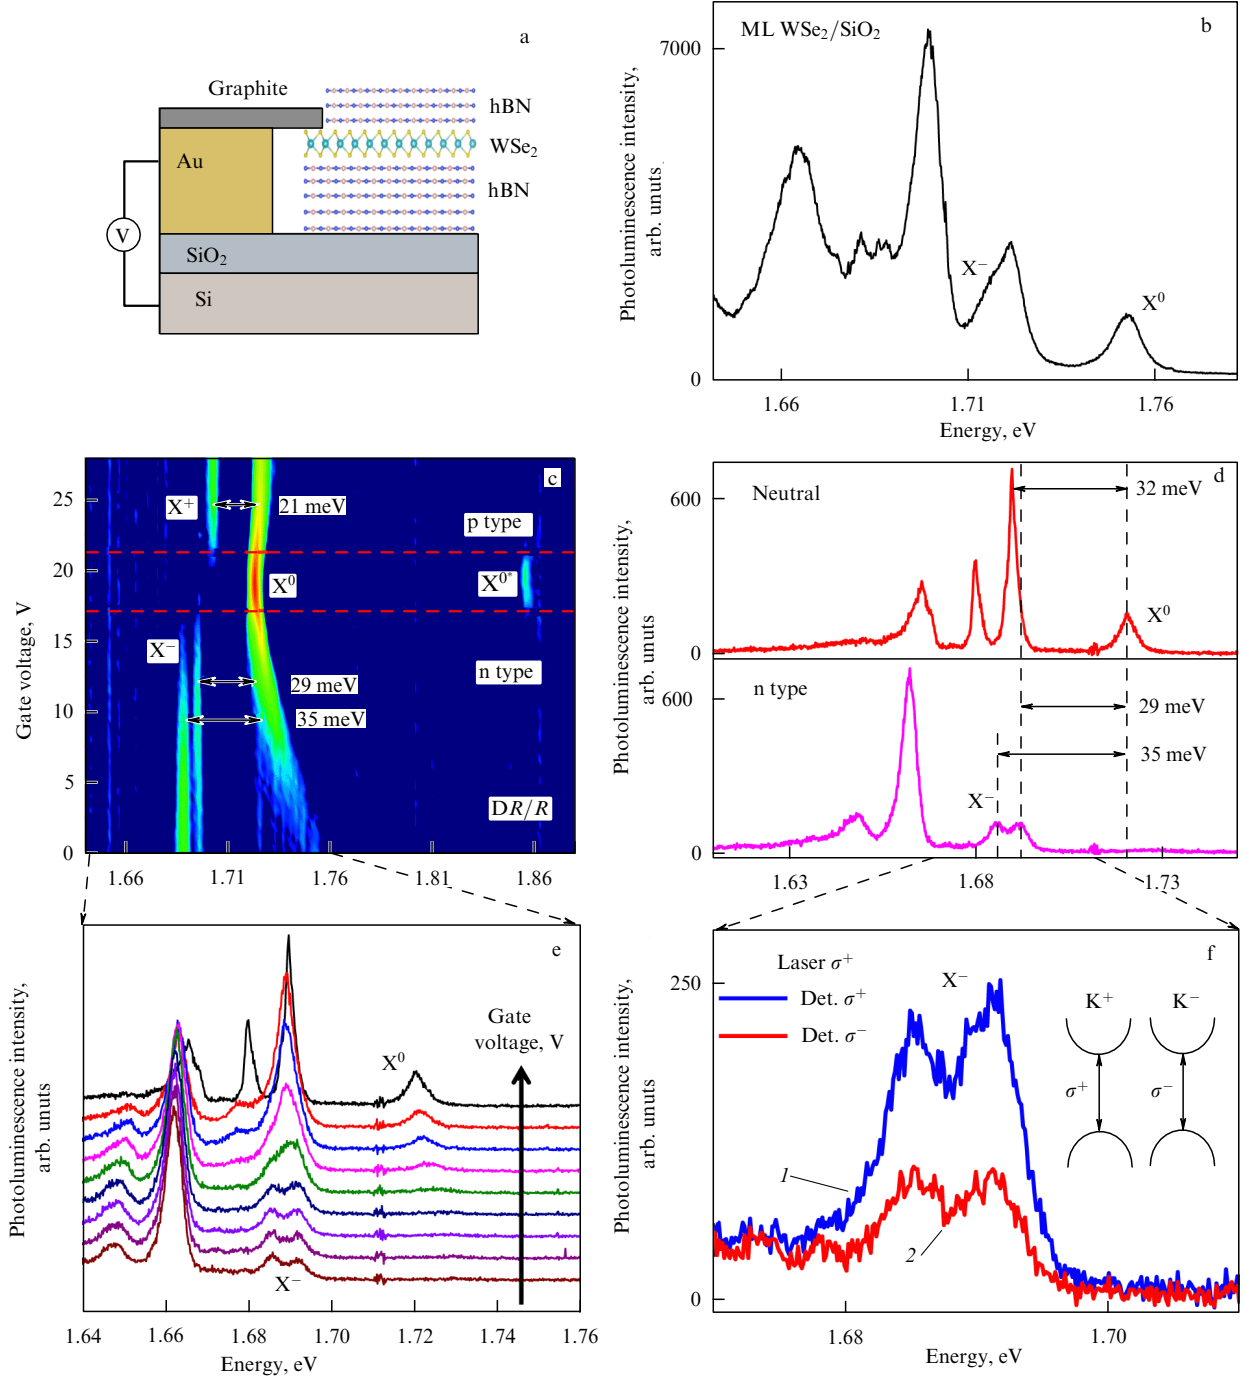 a
Graphite
hBN
WSe2
Au
hBN
V
SiO2
Si
b
ML WSe2/SiO2
7000
X−
X0
0
1.66
1.71
1.76
Energy, eV
Photoluminescence intensity,
arb. unuts
c
25
X+
21 meV
p type
20
X0
X0*
15
X−
n type
29 meV
10
35 meV
5
DR/R
0
Gate voltage, V
1.66
1.71
1.76
1.81
1.86
d
Neutral
600
32 meV
X0
0
n type
600
29 meV
35 meV
X−
0
1.63
1.68
1.73
Photoluminescence intensity,
arb. unuts
e
Gate
voltage, V
X0
X−
1.64
1.66
1.68
1.70
1.72
1.74
1.76
Energy, eV
Photoluminescence intensity,
arb. unuts
f
Laser σ+
X−
250
Det. σ+
Det. σ−
K+
K−
σ+
σ−
1
2
0
1.68
1.70
Energy, eV
Photoluminescence intensity,
arb. unuts